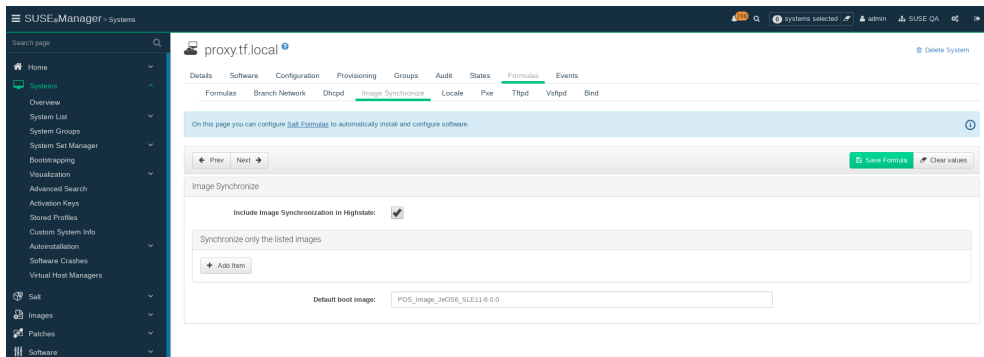 SUSE®Manager > Systems
systems selected
admin
SUSE QA
Search page
Home
Systems
Overview
System List
System Groups
System Set Manager
Bootstrapping
Visualization
Advanced Search
Activation Keys
Stored Profiles
Custom System Info
Autoinstallation
Software Crashes
Virtual Host Managers
Salt
Images
Patches
Software
proxy.tf.local ?
Delete System
Details Software Configuration Provisioning Groups Audit States Formulas Events
Formulas Branch Network Dhcpd Image Synchronize Locale Pxe Tftpd Vsftpd Bind
On this page you can configure Salt Formulas to automatically install and configure software.
Prev Next
Save Formula Clear values
Image Synchronize
Include Image Synchronization in Highstate:
Synchronize only the listed images
+ Add Item
Default boot image: POS_Image_JeOS6_SLE11-6.0.0